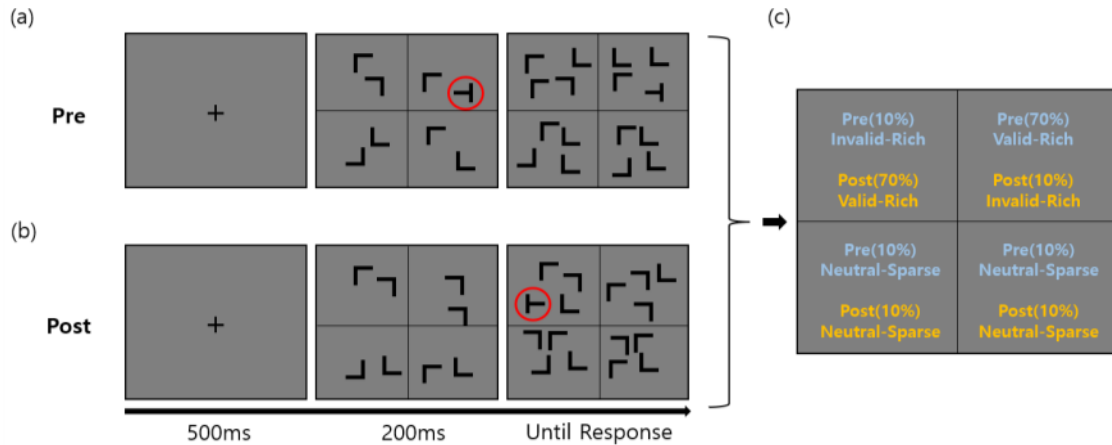 (a)
Pre
(b)
Post
500ms
200ms
Until Response
(c)
Pre(10%)
Invalid-Rich
Post(70%)
Valid-Rich
Pre(70%)
Valid-Rich
Post(10%)
Invalid-Rich
Pre(10%)
Neutral-Sparse
Post(10%)
Neutral-Sparse
Pre(10%)
Neutral-Sparse
Post(10%)
Neutral-Sparse